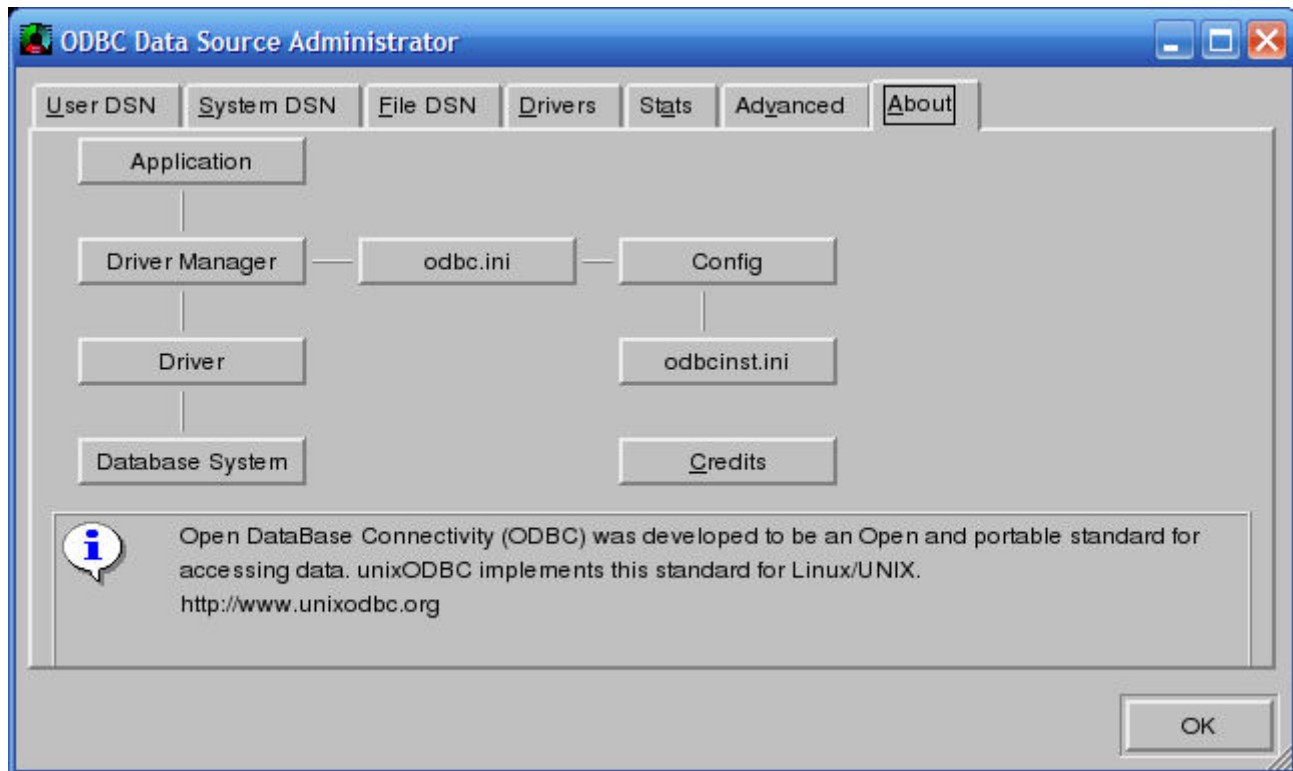 ODBC Data Source Administrator
User DSN System DSN File DSN Drivers Stats Advanced About
Application
Driver Manager odbc.ini Config
Driver odbcinst.ini
Database System Credits
Open DataBase Connectivity (ODBC) was developed to be an Open and portable standard for
accessing data. unixODBC implements this standard for Linux/UNIX.
http://www.unixodbc.org
OK